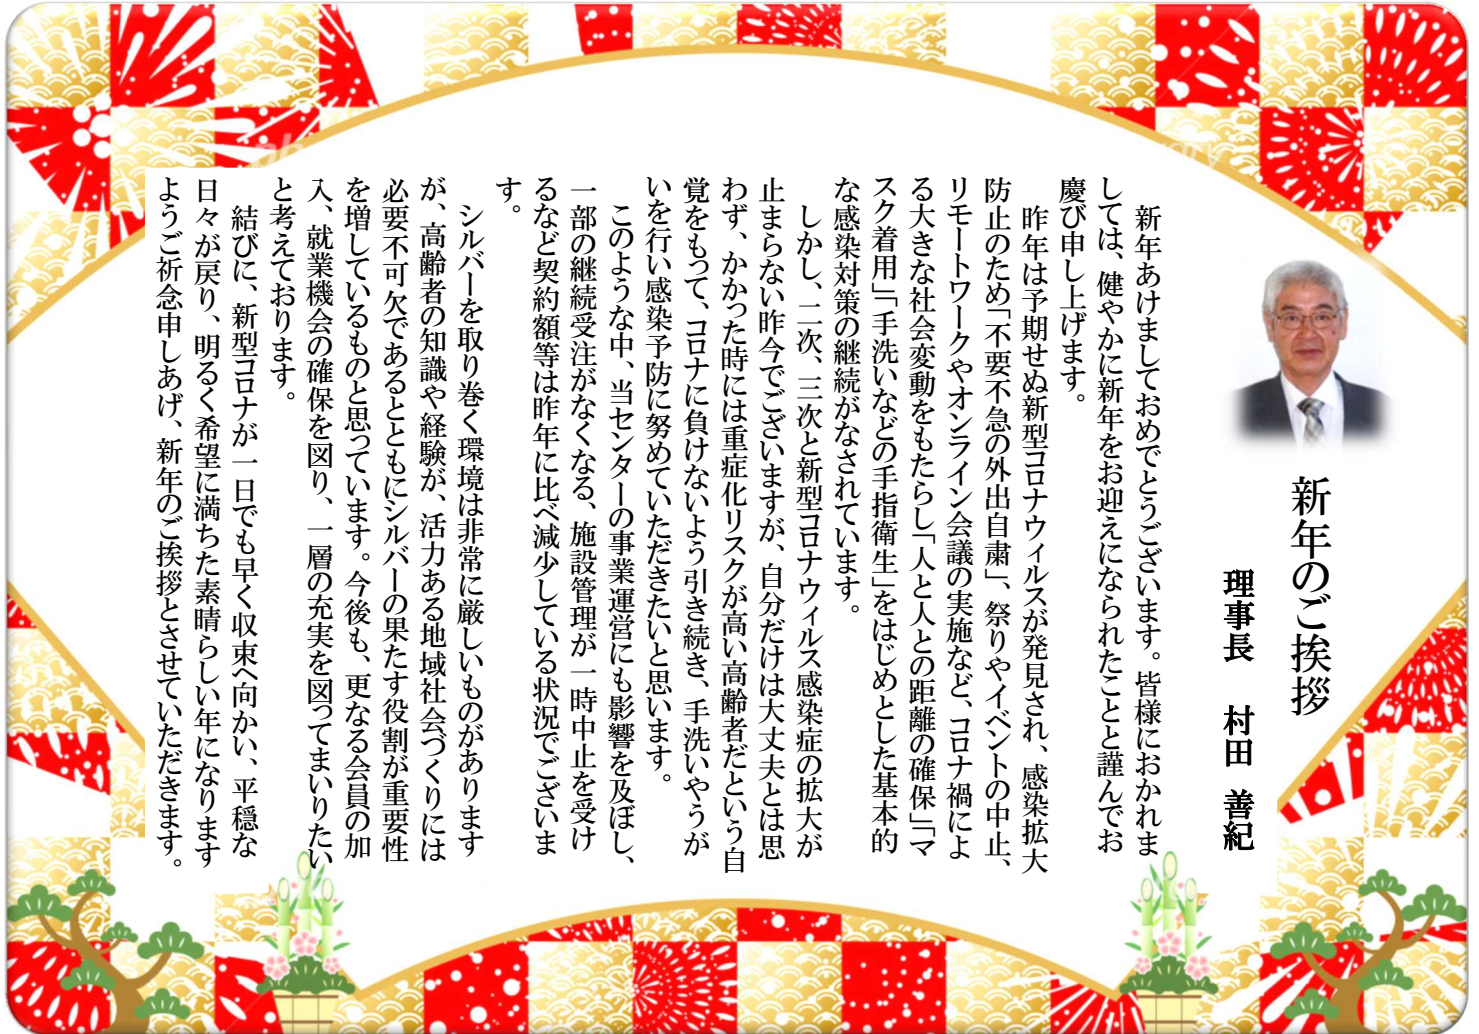 新年のご挨拶
理事長　村田　善紀
　新年あけましておめでとうございます。皆様におかれま
しては、健やかに新年をお迎えになられたことと謹んでお
慶び申し上げます。
　昨年は予期せぬ新型コロナウィルスが発見され、感染拡大
防止のため「不要不急の外出自粛」、祭りやイベントの中止、
リモートワークやオンライン会議の実施など、コロナ禍によ
る大きな社会変動をもたらし「人と人との距離の確保」「マ
スク着用」「手洗いなどの手指衛生」をはじめとした基本的
な感染対策の継続がなされています。
　しかし、二次、三次と新型コロナウィルス感染症の拡大が
止まらない昨今でございますが、自分だけは大丈夫とは思
わず、かかった時には重症化リスクが高い高齢者だという自
覚をもって、コロナに負けないよう引き続き、手洗いやうが
いを行い感染予防に努めていただきたいと思います。
　このような中、当センターの事業運営にも影響を及ぼし、
一部の継続受注がなくなる、施設管理が一時中止を受け
るなど契約額等は昨年に比べ減少している状況でございま
す。
　シルバーを取り巻く環境は非常に厳しいものがあります
が、高齢者の知識や経験が、活力ある地域社会づくりには
必要不可欠であるとともにシルバーの果たす役割が重要性
を増しているものと思っています。今後も、更なる会員の加
入、就業機会の確保を図り、一層の充実を図ってまいりたい
と考えております。
　結びに、新型コロナが一日でも早く収束へ向かい、平穏な
日々が戻り、明るく希望に満ちた素晴らしい年になります
ようご祈念申しあげ、新年のご挨拶とさせていただきます。